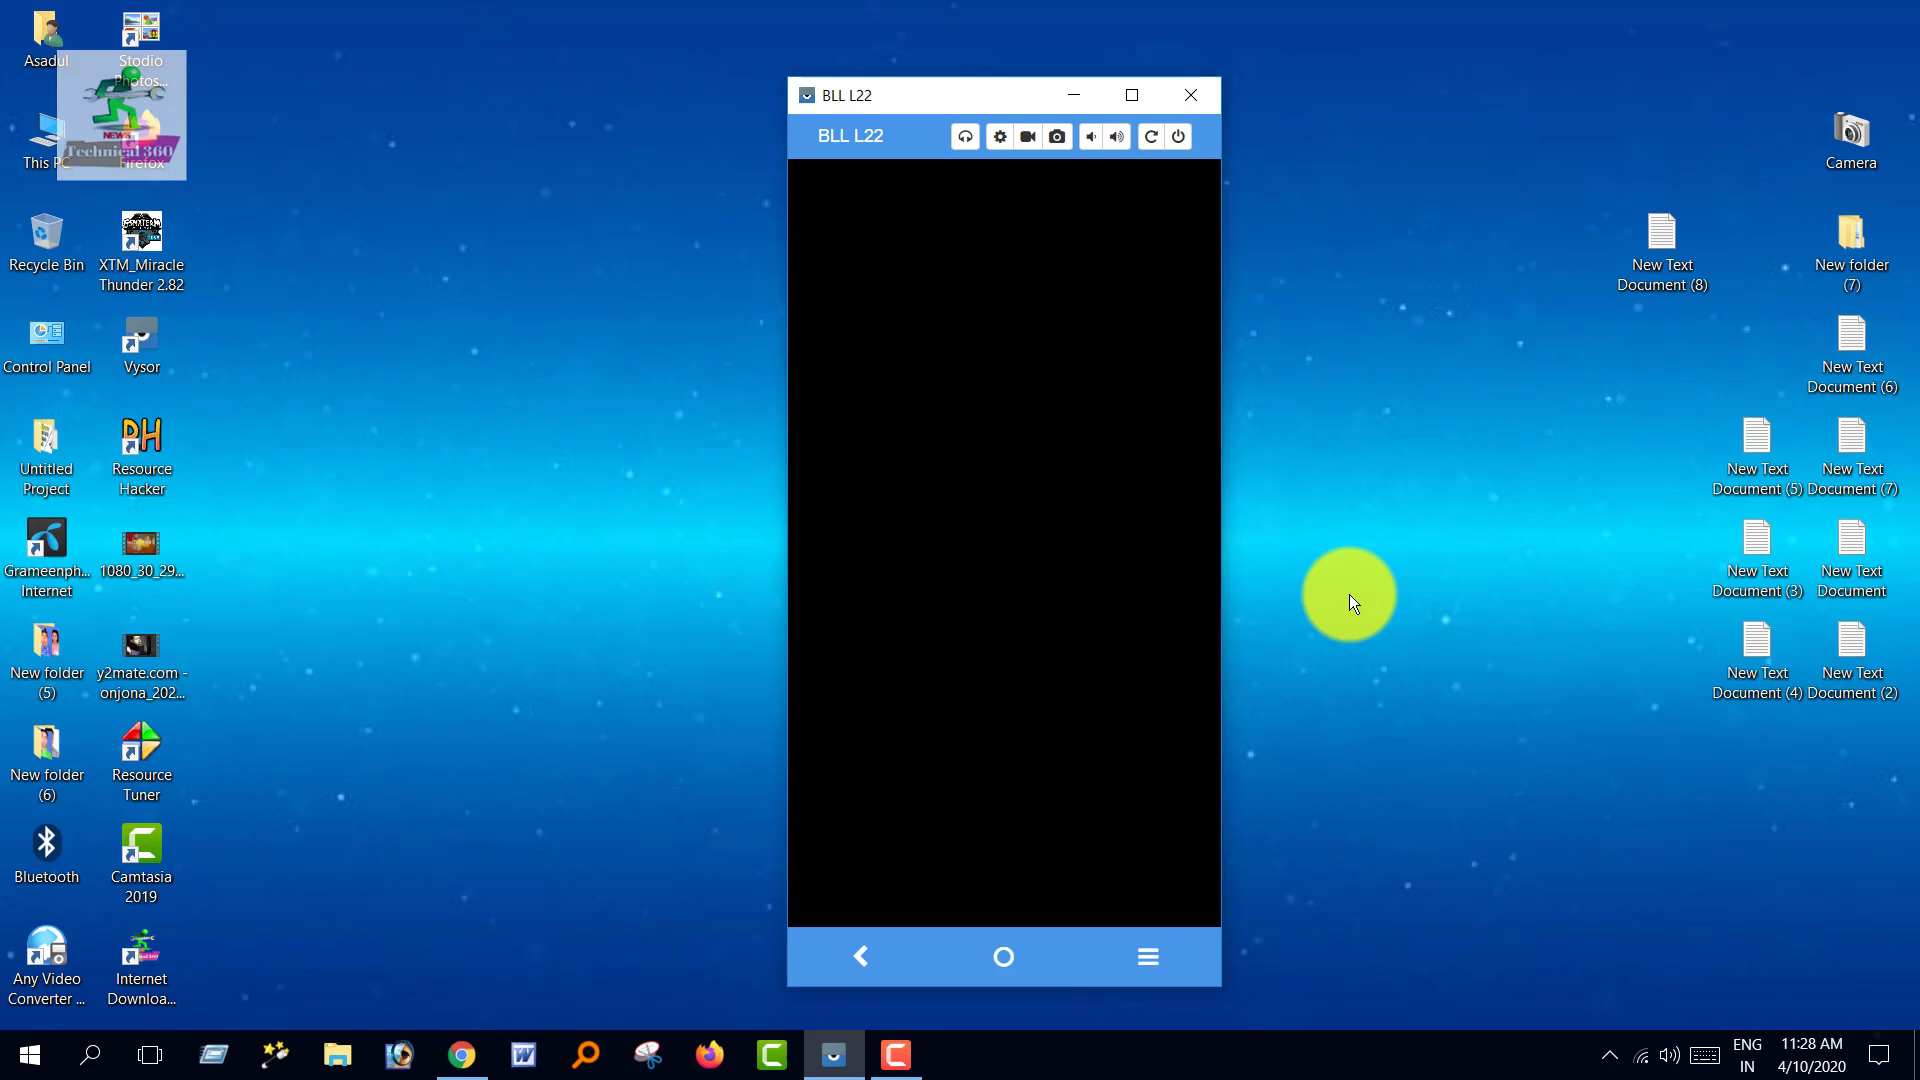 Asadul
Stodio
Photos...
NEWS
Technical 360
This PC
Firefox
Recycle Bin
XTM_Miracle
Thunder 2.82
Control Panel
Vysor
Untitled
Project
RH
Resource
Hacker
Grameenph...
Internet
1080_30_29...
New folder
(5)
y2mate.com -
onjona_202...
New folder
(6)
Resource
Tuner
Bluetooth
Camtasia
2019
Any Video
Converter ...
Internet
Downloa...
BLL L22
BLL L22
Camera
New Text
Document (8)
New folder
(7)
New Text
Document (6)
New Text
Document (5)
New Text
Document (7)
New Text
Document (3)
New Text
Document
New Text
Document (4)
New Text
Document (2)
ENG
IN
11:28 AM
4/10/2020